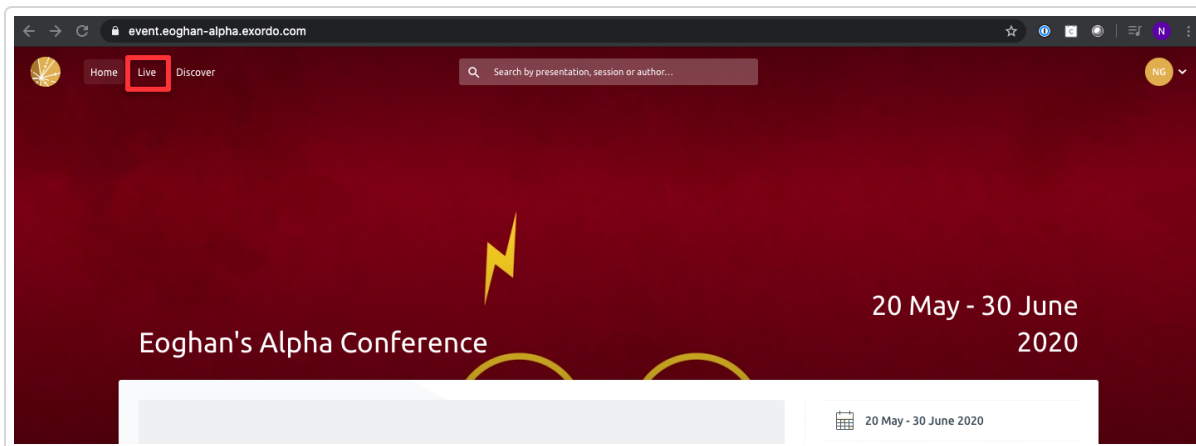 event.eoghan-alpha.exordo.com
N
Home Live Discover
Search by presentation, session or author...
NG
Eoghan's Alpha Conference
20 May - 30 June
2020
20 May - 30 June 2020